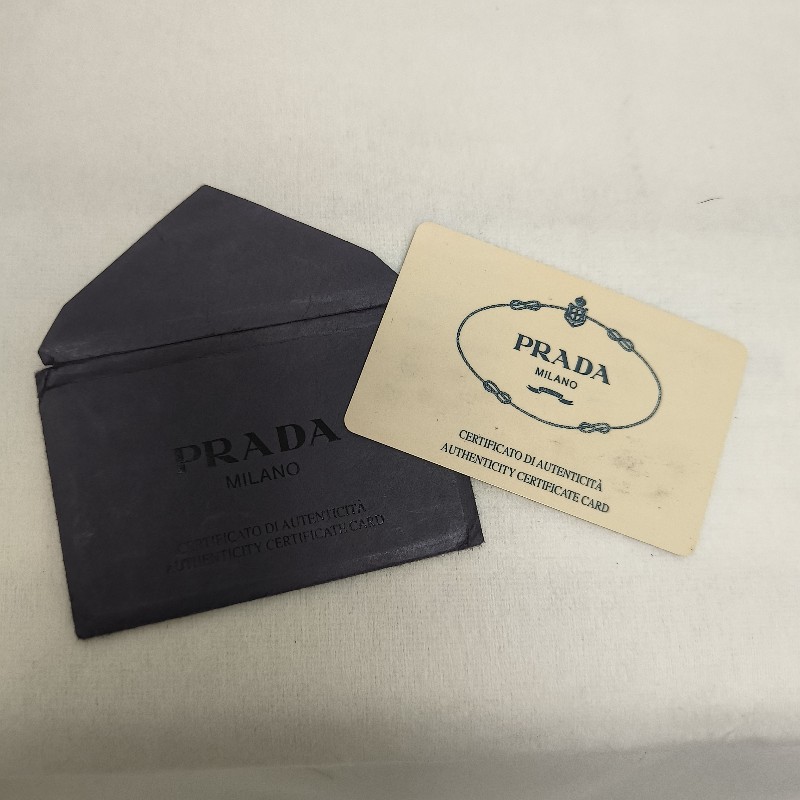 PRADA
MILANO
CERTIFICATO DI AUTENTICITÀ
AUTHENTICITY CERTIFICATE CARD
PRADA
MILANO
CERTIFICATO DI AUTENTICITÀ
AUTHENTICITY CERTIFICATE CARD